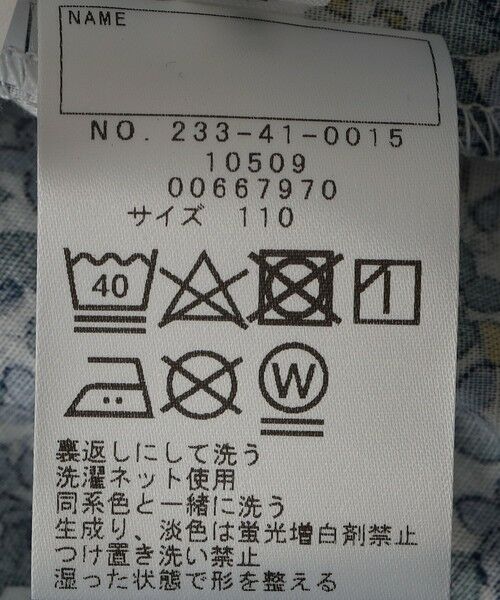 NAME
NO. 233-41-0015
10509
00667970
サイズ 110
40
W
裏返しにして洗う
洗濯ネット使用
同系色と一緒に洗う
生成り、淡色は蛍光増白剤禁止
つけ置き洗い禁止
湿った状態で形を整える